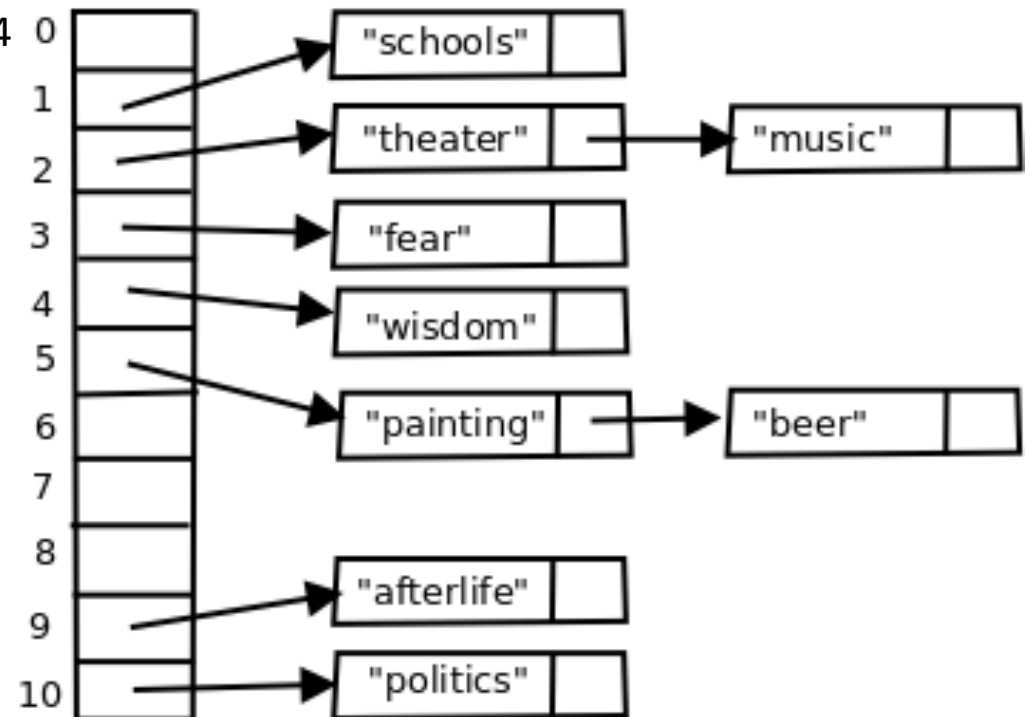 4
0 "schools"
1
"theater" "music"
2
3 "fear"
4 "wisdom"
5
6 "painting" "beer"
7
8
"afterlife"
9
10 "politics"